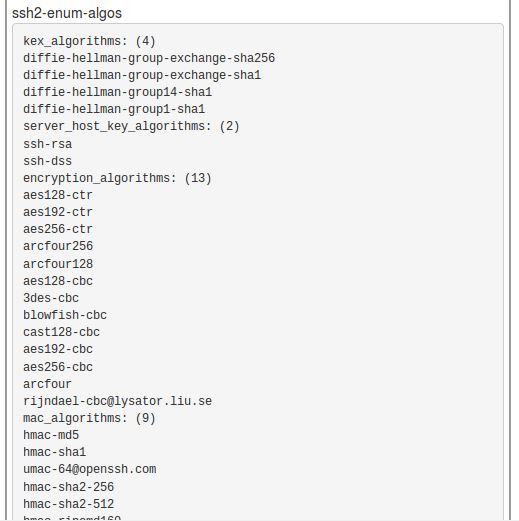 ssh2-enum-algos
kex_algorithms: (4)
diffie-hellman-group-exchange-sha256
diffie-hellman-group-exchange-sha1
diffie-hellman-group14-sha1
diffie-hellman-group1-sha1
server_host_key_algorithms: (2)
ssh-rsa
ssh-dss
encryption_algorithms: (13)
aes128-ctr
aes192-ctr
aes256-ctr
arcfour256
arcfour128
aes128-cbc
3des-cbc
blowfish-cbc
cast128-cbc
aes192-cbc
aes256-cbc
arcfour
rijndael-cbc@lysator.liu.se
mac_algorithms: (9)
hmac-md5
hmac-sha1
umac-64@openssh.com
hmac-sha2-256
hmac-sha2-512